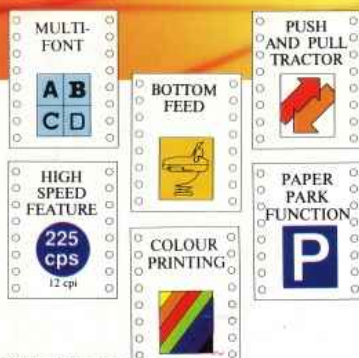 MULTI-
FONT
A B
C D
PUSH
AND PULL
TRACTOR
BOTTOM
FEED
HIGH
SPEED
FEATURE
225
cps
12 cpi
PAPER
PARK
FUNCTION
P
COLOUR
PRINTING